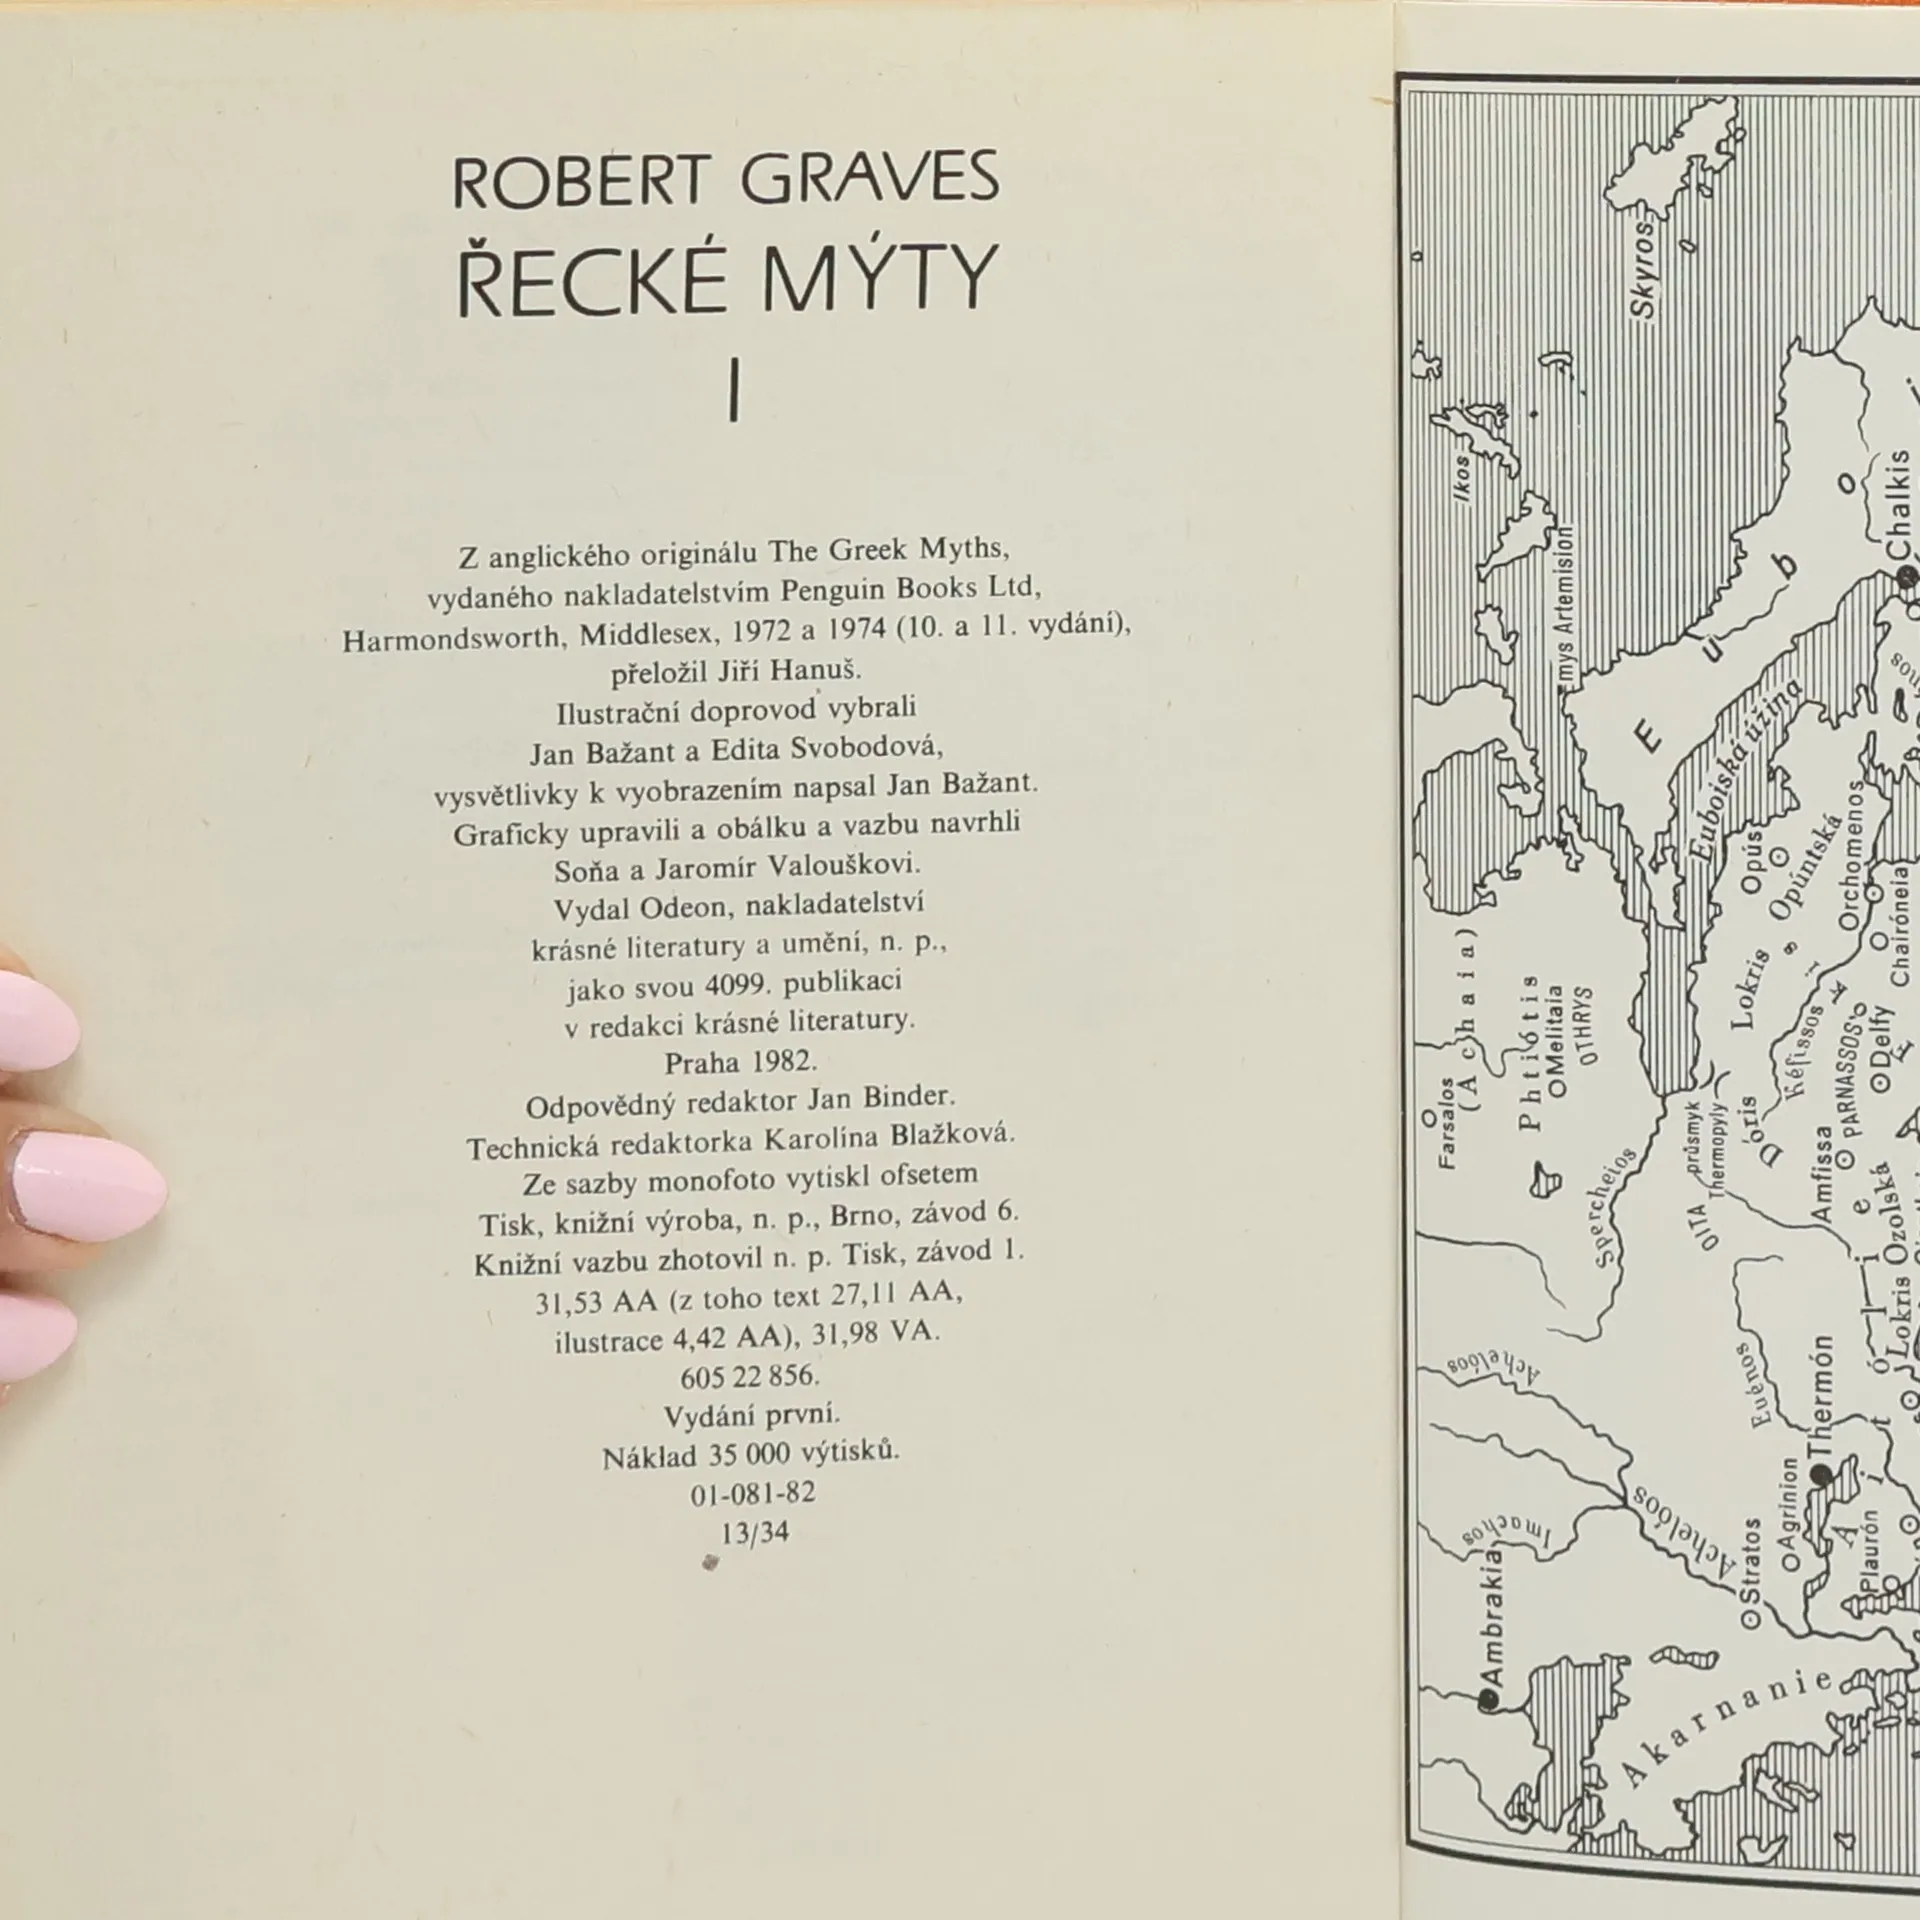 ROBERT GRAVES
ŘECKÉ MÝTY
I
Z anglického originálu The Greek Myths,
vydaného nakladatelstvím Penguin Books Ltd,
Harmondsworth, Middlesex, 1972 a 1974 (10. a 11. vydání),
přeložil Jiří Hanuš.
Ilustrační doprovod vybrali
Jan Bažant a Edita Svobodová,
vysvětlivky k vyobrazením napsal Jan Bažant.
Graficky upravili a obálku a vazbu navrhli
Soňa a Jaromír Valouškovi.
Vydal Odeon, nakladatelství
krásné literatury a umění, n. p.,
jako svou 4099. publikaci
v redakci krásné literatury.
Praha 1982.
Odpovědný redaktor Jan Binder.
Technická redaktorka Karolína Blažková.
Ze sazby monofoto vytiskl ofsetem
Tisk, knižní výroba, n. p., Brno, závod 6.
Knižní vazbu zhotovil n. p. Tisk, závod 1.
31,53 AA (z toho text 27,11 AA,
ilustrace 4,42 AA), 31,98 VA.
605 22 856.
Vydání první.
Náklad 35 000 výtisků.
01-081-82
13/34
Skyros
Ikos
mys Artemision
Chalkis
Eubo
Euboiská úžina
Opús
Opúntská
Lokris
Orchomenos
Chairóneia
(Achaia)
Phtiótis
Melitaia
OTHRYS
Farsalos
Kéfissos
PARNASSOS
Delfy
průsmyk
Thermopyly
Dóris
Spercheios
OITA
Amfissa
Lokris Ozolská
Achelóos
Euénos
Thermón
Agrinion
Plaurón
Stratos
Achelóos
Imachos
Ambrakia
Akarnanie